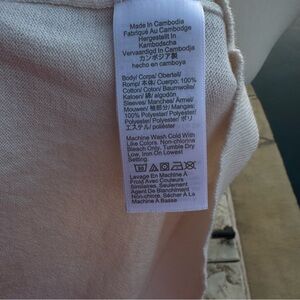 Made In Cambodia
Fabriqué Au Cambodge
Hergestellt In
Kambodscha
Vervaardigd In Cambodja
カンボジア製
hecho en camboya
Body/ Corps/ Oberteil/
Romp/ 本体/ Cuerpo: 100%
Cotton/ Coton/ Baumwolle/
Katoen/ 綿/ algodón
Sleeves/ Manches/ Ärmel/
Mouwen/ 袖部分/ Mangas:
100% Polyester/ Polyester/
Polyester/ Polyester/ ポリ
エステル/ poliéster
Machine Wash Cold With
Like Colors. Non-chlorine
Bleach Only. Tumble Dry
Low. Iron On Lowest
Setting.
Lavage En Machine À
Froid Avec Couleurs
Similaires. Seulement
Agent De Blanchiment
Non-chlore. Sécher À La
Machine A Basse